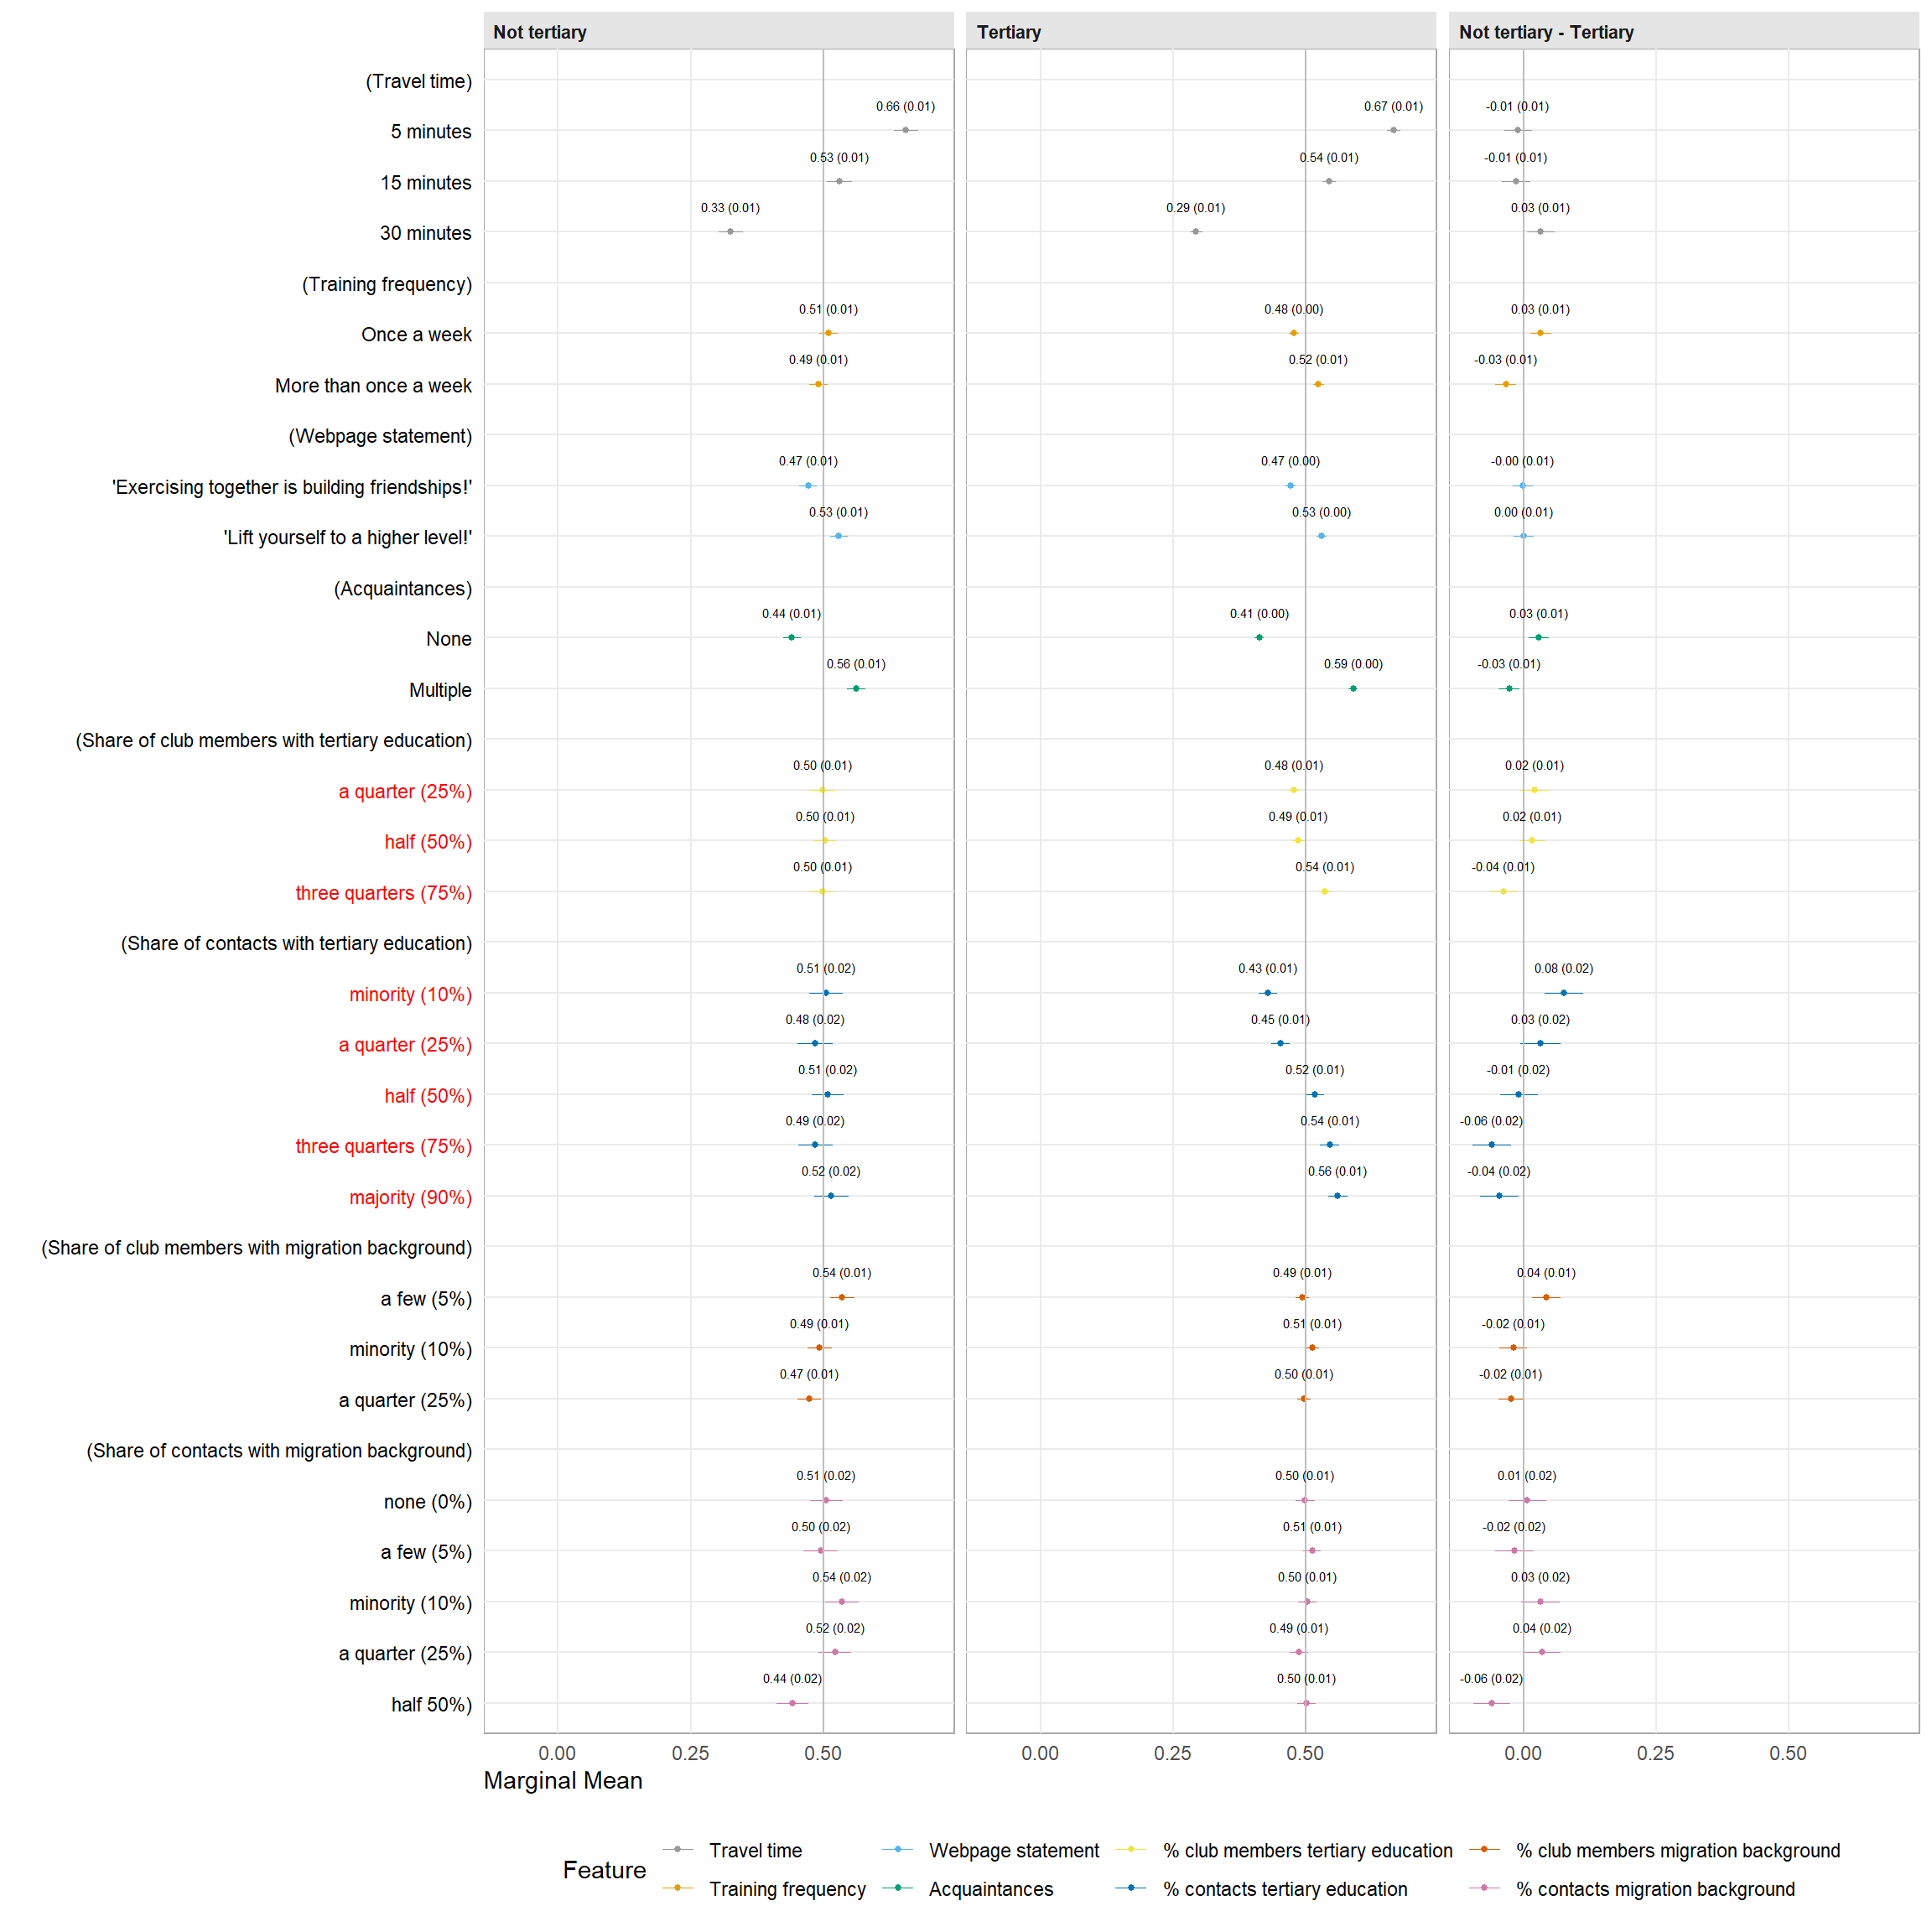 Not tertiary
Tertiary
Not tertiary - Tertiary
(Travel time)
0.66 (0.01) 0.67 (0.01) -0.01 (0.01)
5 minutes
0.53 (0.01) 0.54 (0.01) -0.01 (0.01)
15 minutes
0.33 (0.01) 0.29 (0.01) 0.03 (0.01)
30 minutes
(Training frequency)
0.51 (0.01) 0.48 (0.00) 0.03 (0.01)
Once a week
0.49 (0.01) 0.52 (0.01) -0.03 (0.01)
More than once a week
(Webpage statement)
0.47 (0.01) 0.47 (0.00) -0.00 (0.01)
'Exercising together is building friendships!'
0.53 (0.01) 0.53 (0.00) 0.00 (0.01)
'Lift yourself to a higher level!'
(Acquaintances)
0.44 (0.01) 0.41 (0.00) 0.03 (0.01)
None
0.56 (0.01) 0.59 (0.00) -0.03 (0.01)
Multiple
(Share of club members with tertiary education)
0.50 (0.01) 0.48 (0.01) 0.02 (0.01)
a quarter (25%)
0.50 (0.01) 0.49 (0.01) 0.02 (0.01)
half (50%)
0.50 (0.01) 0.54 (0.01) -0.04 (0.01)
three quarters (75%)
(Share of contacts with tertiary education)
0.51 (0.02) 0.43 (0.01) 0.08 (0.02)
minority (10%)
0.48 (0.02) 0.45 (0.01) 0.03 (0.02)
a quarter (25%)
0.51 (0.02) 0.52 (0.01) -0.01 (0.02)
half (50%)
0.49 (0.02) 0.54 (0.01) -0.06 (0.02)
three quarters (75%)
0.52 (0.02) 0.56 (0.01) -0.04 (0.02)
majority (90%)
(Share of club members with migration background)
0.54 (0.01) 0.49 (0.01) 0.04 (0.01)
a few (5%)
0.49 (0.01) 0.51 (0.01) -0.02 (0.01)
minority (10%)
0.47 (0.01) 0.50 (0.01) -0.02 (0.01)
a quarter (25%)
(Share of contacts with migration background)
0.51 (0.02) 0.50 (0.01) 0.01 (0.02)
none (0%)
0.50 (0.02) 0.51 (0.01) -0.02 (0.02)
a few (5%)
0.54 (0.02) 0.50 (0.01) 0.03 (0.02)
minority (10%)
0.52 (0.02) 0.49 (0.01) 0.04 (0.02)
a quarter (25%)
0.44 (0.02) 0.50 (0.01) -0.06 (0.02)
half 50%)
0.00 0.25 0.50 0.00 0.25 0.50 0.00 0.25 0.50
Marginal Mean
Feature
Travel time
Webpage statement
% club members tertiary education
% club members migration background
Training frequency
Acquaintances
% contacts tertiary education
% contacts migration background